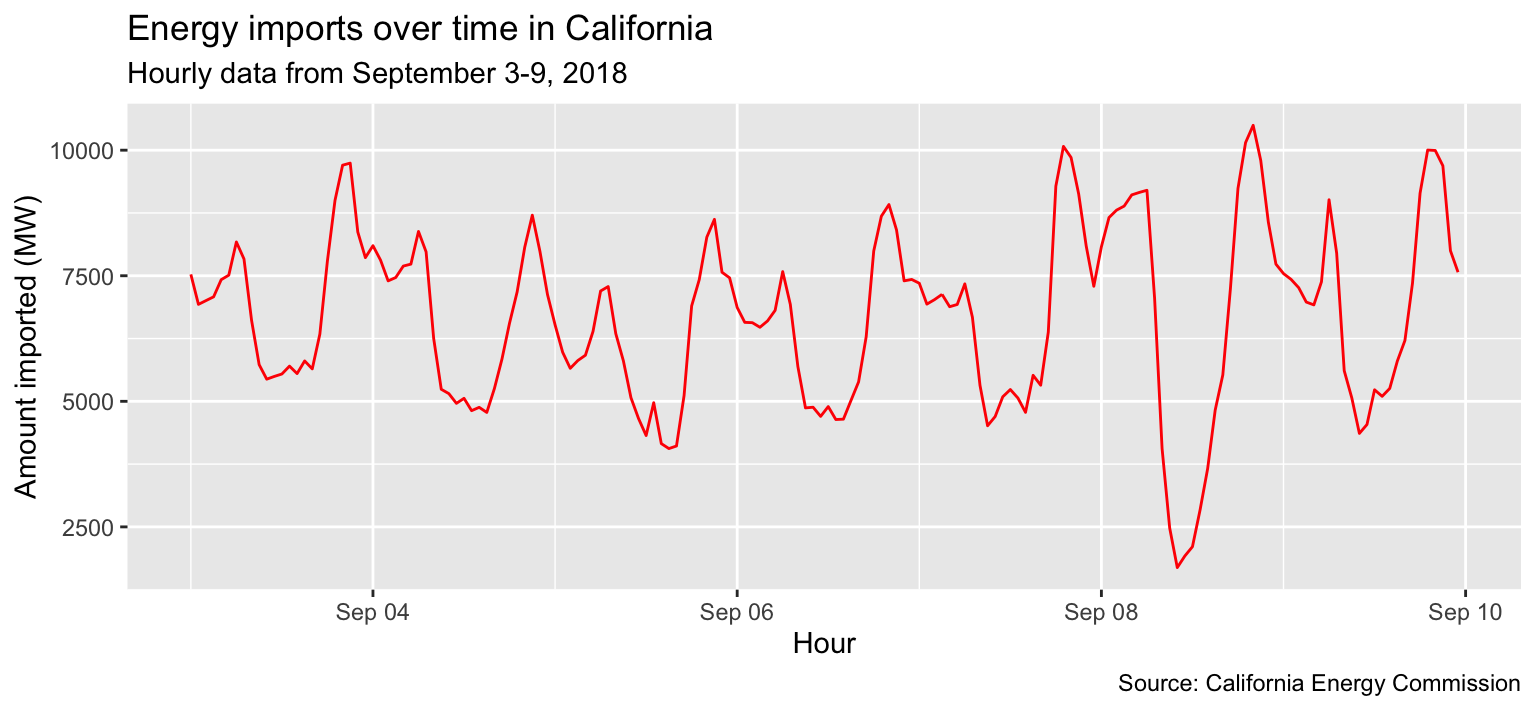 Energy imports over time in California
Hourly data from September 3-9, 2018
10000
7500
5000
2500
Amount imported (MW)
Sep 04
Sep 06
Sep 08
Sep 10
Hour
Source: California Energy Commission